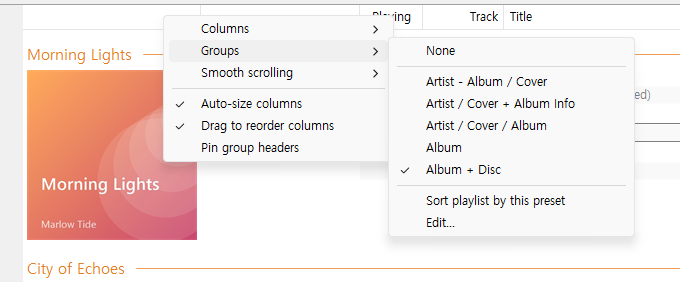 Playing Track Title
Columns
Groups
Smooth scrolling
Auto-size columns
Drag to reorder columns
Pin group headers
None
Artist - Album / Cover
Artist / Cover + Album Info
Artist / Cover / Album
Album
Album + Disc
Sort playlist by this preset
Edit...
Morning Lights
Morning Lights
Marlow Tide
City of Echoes